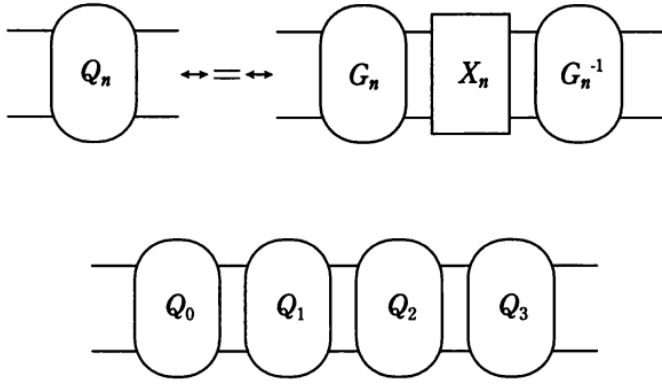 Qₙ ↔=↔ Gₙ Xₙ Gₙ⁻¹
Q₀ Q₁ Q₂ Q₃